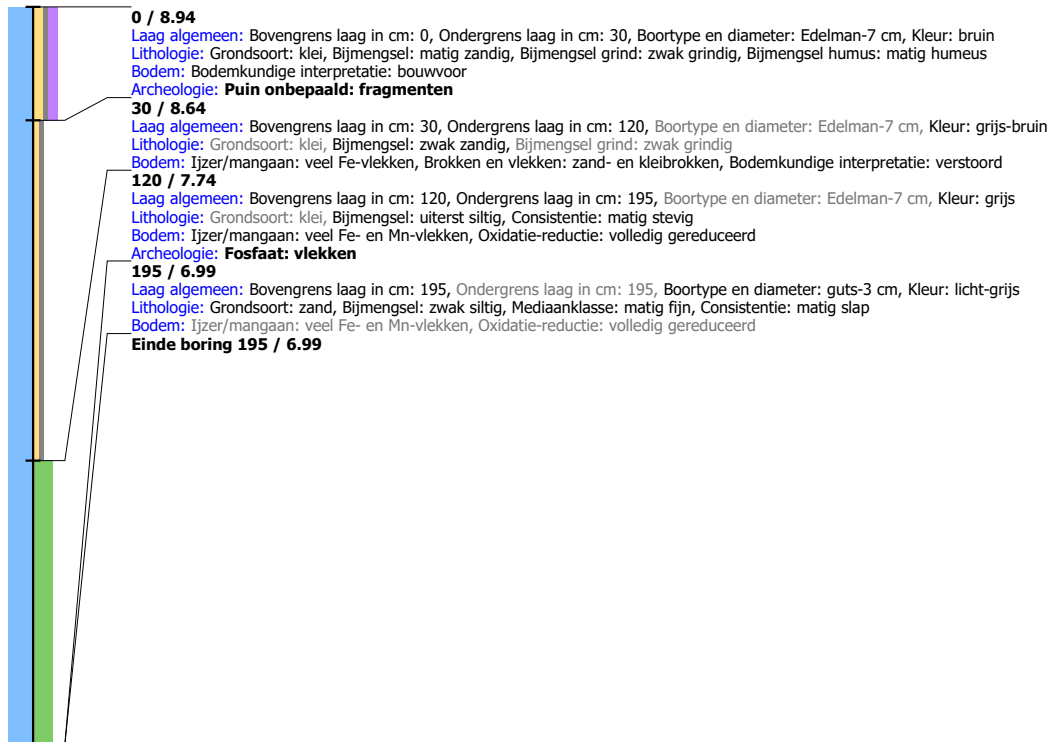 0 / 8.94
Laag algemeen: Bovengrens laag in cm: 0, Ondergrens laag in cm: 30, Boortype en diameter: Edelman-7 cm, Kleur: bruin
Lithologie: Grondsoort: klei, Bijmengsel: matig zandig, Bijmengsel grind: zwak grindig, Bijmengsel humus: matig humeus
Bodem: Bodemkundige interpretatie: bouwvoor
Archeologie: Puin onbepaald: fragmenten
30 / 8.64
Laag algemeen: Bovengrens laag in cm: 30, Ondergrens laag in cm: 120, Boortype en diameter: Edelman-7 cm, Kleur: grijs-bruin
Lithologie: Grondsoort: klei, Bijmengsel: zwak zandig, Bijmengsel grind: zwak grindig
Bodem: Ijzer/mangaan: veel Fe-vlekken, Brokken en vlekken: zand- en kleibrokken, Bodemkundige interpretatie: verstoord
120 / 7.74
Laag algemeen: Bovengrens laag in cm: 120, Ondergrens laag in cm: 195, Boortype en diameter: Edelman-7 cm, Kleur: grijs
Lithologie: Grondsoort: klei, Bijmengsel: uiterst siltig, Consistentie: matig stevig
Bodem: Ijzer/mangaan: veel Fe- en Mn-vlekken, Oxidatie-reductie: volledig gereduceerd
Archeologie: Fosfaat: vlekken
195 / 6.99
Laag algemeen: Bovengrens laag in cm: 195, Ondergrens laag in cm: 195, Boortype en diameter: guts-3 cm, Kleur: licht-grijs
Lithologie: Grondsoort: zand, Bijmengsel: zwak siltig, Mediaanklasse: matig fijn, Consistentie: matig slap
Bodem: Ijzer/mangaan: veel Fe- en Mn-vlekken, Oxidatie-reductie: volledig gereduceerd
Einde boring 195 / 6.99